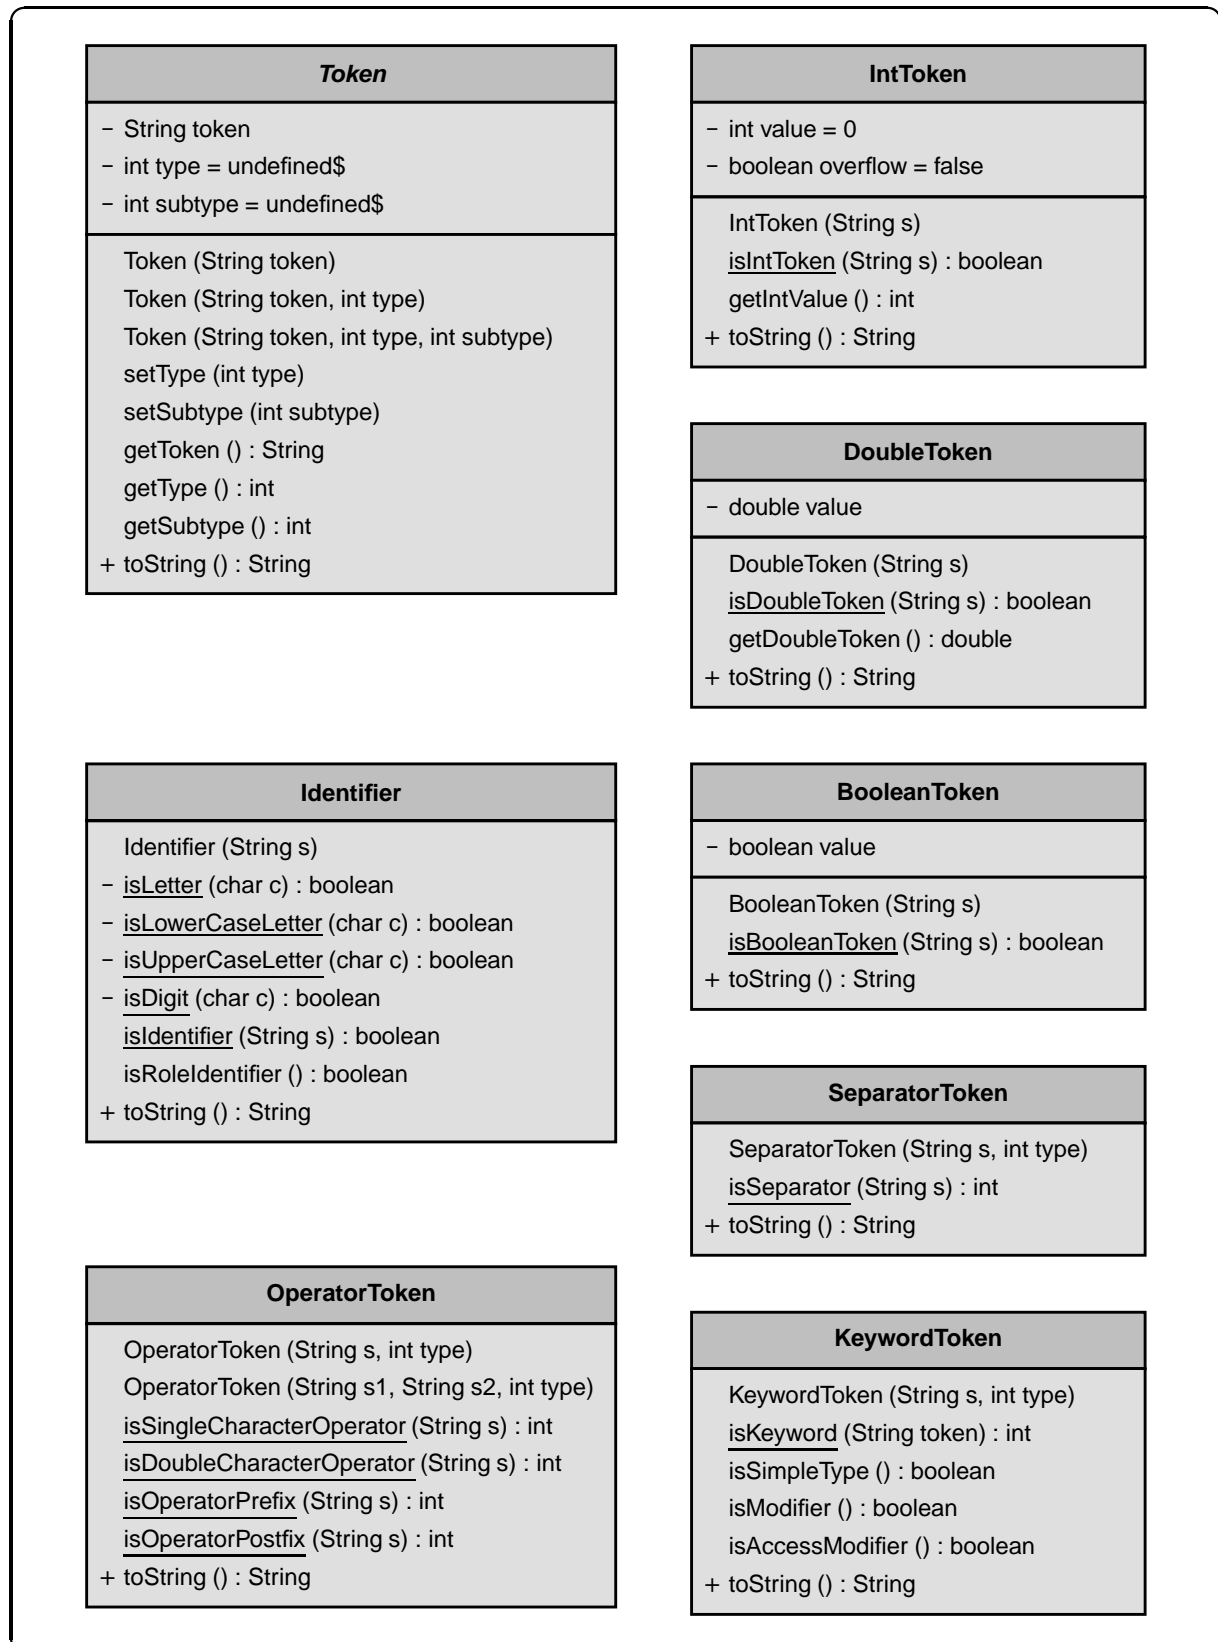 Token
- String token
- int type = undefined$
- int subtype = undefined$
Token (String token)
Token (String token, int type)
Token (String token, int type, int subtype)
setType (int type)
setSubtype (int subtype)
getToken () : String
getType () : int
getSubtype () : int
+ toString () : String
IntToken
- int value = 0
- boolean overflow = false
IntToken (String s)
isIntToken (String s) : boolean
getIntValue () : int
+ toString () : String
DoubleToken
- double value
DoubleToken (String s)
isDoubleToken (String s) : boolean
getDoubleToken () : double
+ toString () : String
Identifier
Identifier (String s)
- isLetter (char c) : boolean
- isLowerCaseLetter (char c) : boolean
- isUpperCaseLetter (char c) : boolean
- isDigit (char c) : boolean
isIdentifier (String s) : boolean
isRoleIdentifier () : boolean
+ toString () : String
BooleanToken
- boolean value
BooleanToken (String s)
isBooleanToken (String s) : boolean
+ toString () : String
SeparatorToken
SeparatorToken (String s, int type)
isSeparator (String s) : int
+ toString () : String
OperatorToken
OperatorToken (String s, int type)
OperatorToken (String s1, String s2, int type)
isSingleCharacterOperator (String s) : int
isDoubleCharacterOperator (String s) : int
isOperatorPrefix (String s) : int
isOperatorPostfix (String s) : int
+ toString () : String
KeywordToken
KeywordToken (String s, int type)
isKeyword (String token) : int
isSimpleType () : boolean
isModifier () : boolean
isAccessModifier () : boolean
+ toString () : String